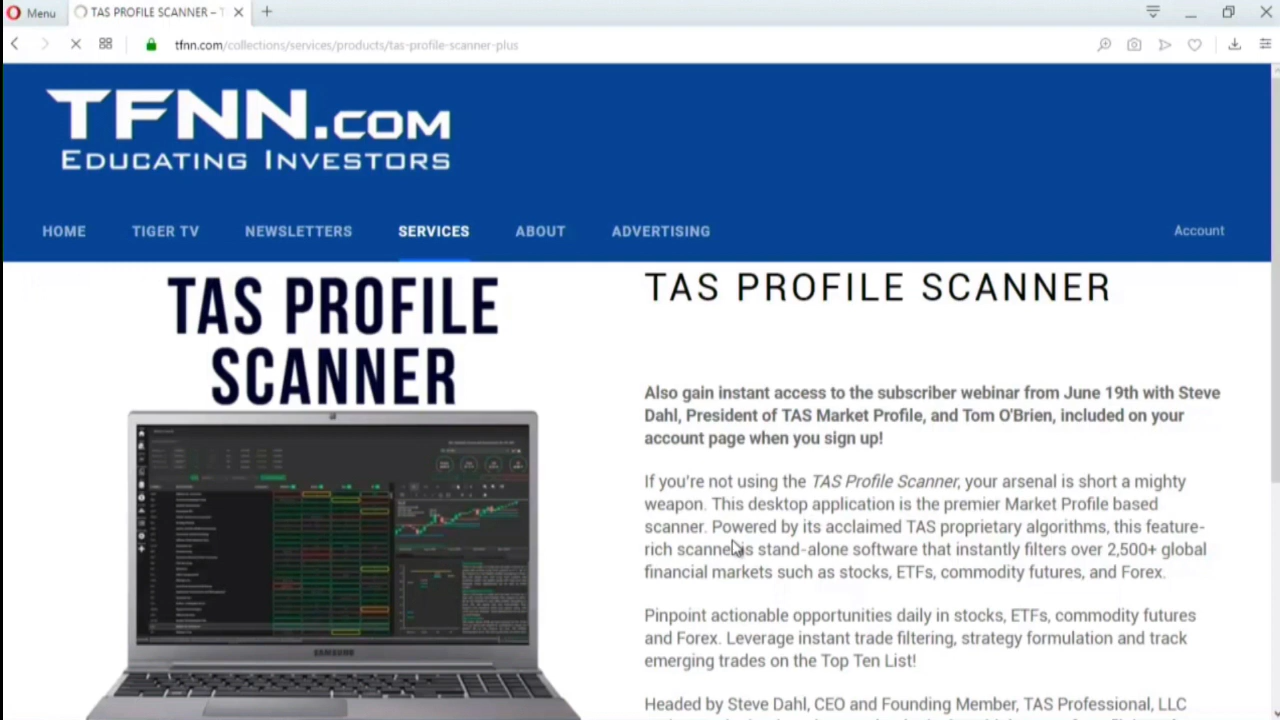 Menu
TAS PROFILE SCANNER –
tfnn.com/collections/services/products/tas-profile-scanner-plus
TFNN.COM
EDUCATING INVESTORS
HOME TIGER TV NEWSLETTERS SERVICES ABOUT ADVERTISING Account
TAS PROFILE
SCANNER
SAMSUNG
TAS PROFILE SCANNER
Also gain instant access to the subscriber webinar from June 19th with Steve
Dahl, President of TAS Market Profile, and Tom O'Brien, included on your
account page when you sign up!
If you're not using the TAS Profile Scanner, your arsenal is short a mighty
weapon. This desktop application is the premier Market Profile based
scanner. Powered by its acclaimed TAS proprietary algorithms, this feature-
rich scanner is stand-alone software that instantly filters over 2,500+ global
financial markets such as stocks, ETFs, commodity futures, and Forex.
Pinpoint actionable opportunities daily in stocks, ETFs, commodity futures
and Forex. Leverage instant trade filtering, strategy formulation and track
emerging trades on the Top Ten List!
Headed by Steve Dahl, CEO and Founding Member, TAS Professional, LLC